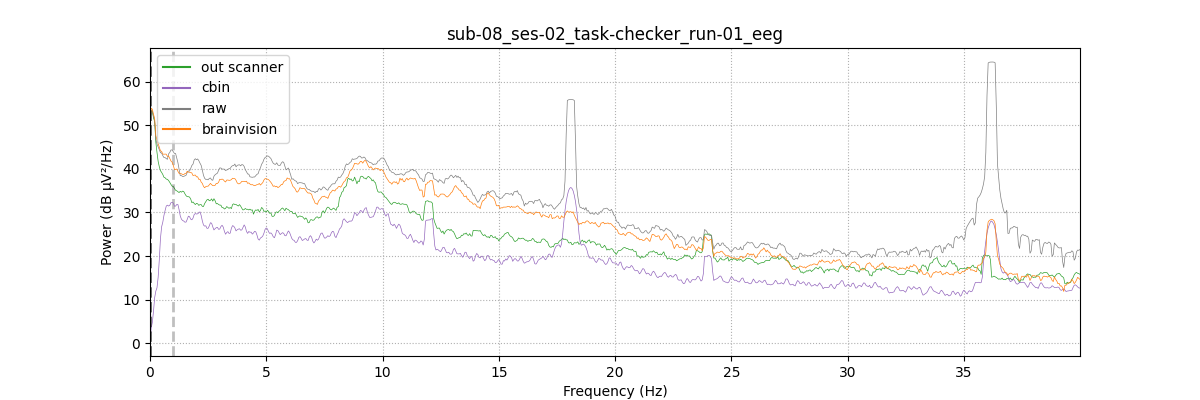 sub-08_ses-02_task-checker_run-01_eeg
out scanner
cbin
raw
brainvision
Power (dB µV²/Hz)
60
50
40
30
20
10
0
0 5 10 15 20 25 30 35
Frequency (Hz)